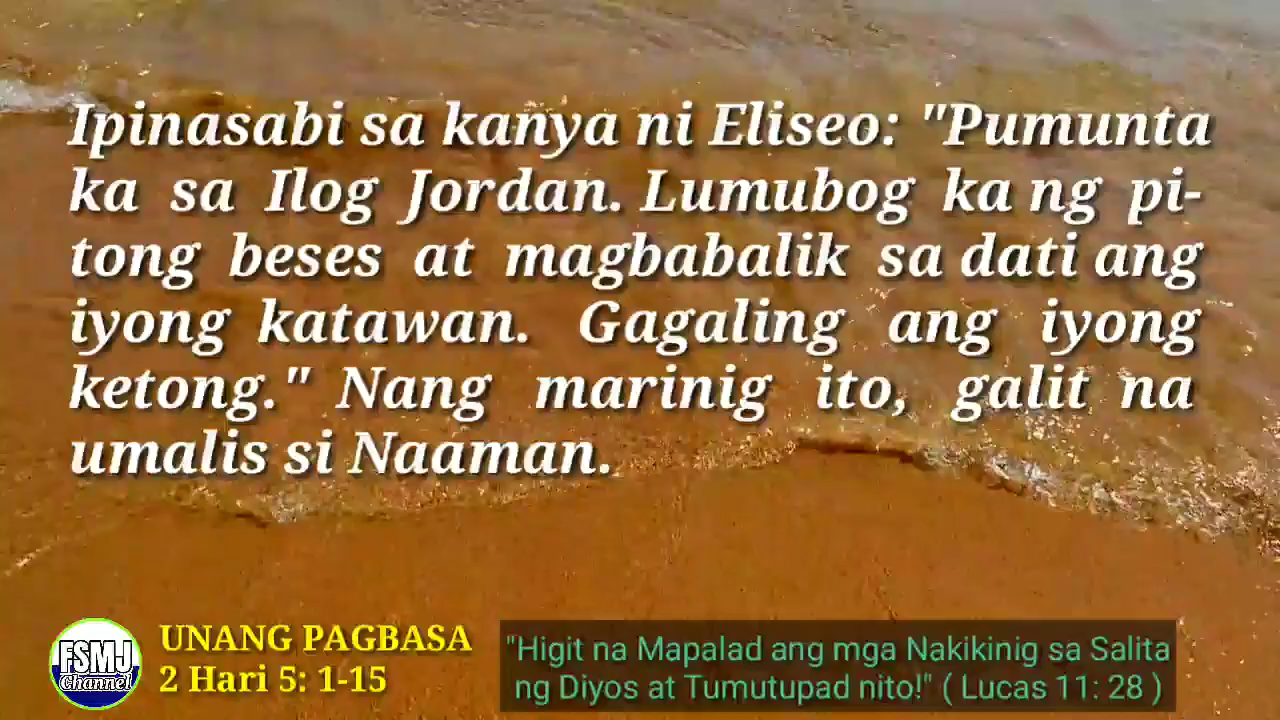 Ipinasabi sa kanya ni Eliseo: "Pumunta
ka sa Ilog Jordan. Lumubog ka ng pi-
tong beses at magbabalik sa dati ang
iyong katawan. Gagaling ang iyong
ketong." Nang marinig ito, galit na
umalis si Naaman.
FSMJ
Channel
UNANG PAGBASA
2 Hari 5: 1-15
"Higit na Mapalad ang mga Nakikinig sa Salita
ng Diyos at Tumutupad nito!" ( Lucas 11: 28 )